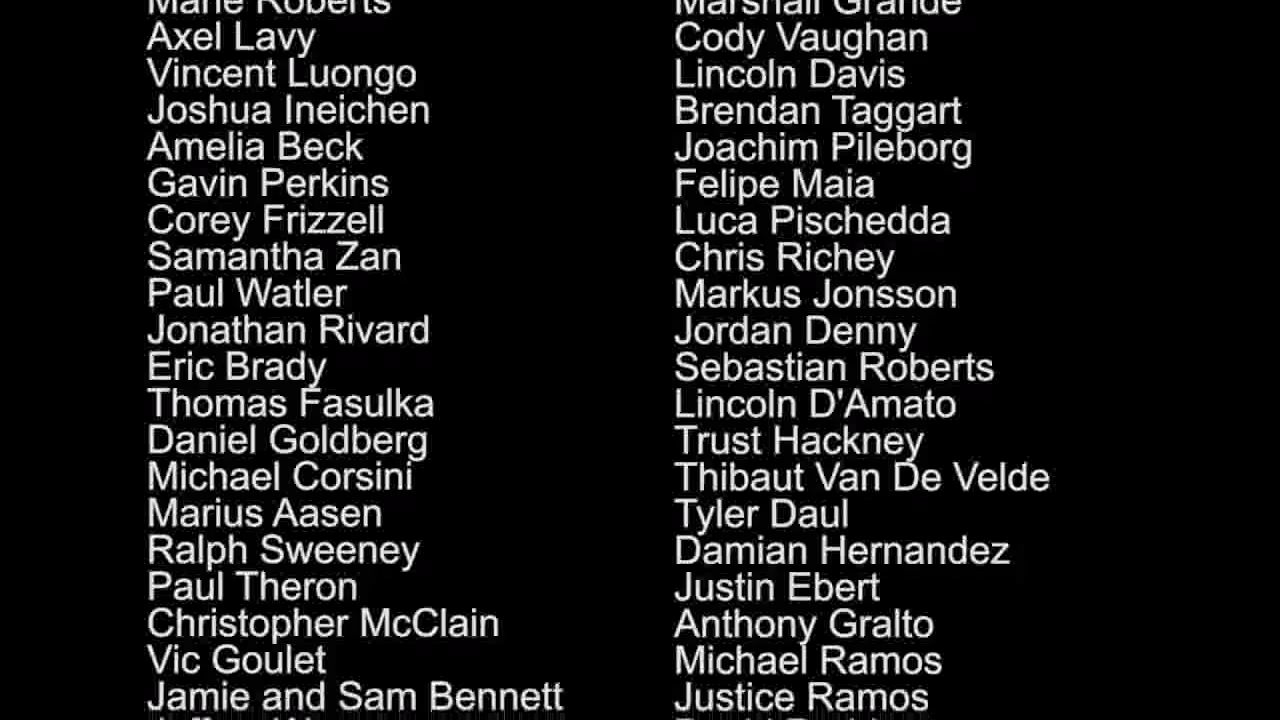 Marie Roberts
Axel Lavy
Vincent Luongo
Joshua Ineichen
Amelia Beck
Gavin Perkins
Corey Frizzell
Samantha Zan
Paul Watler
Jonathan Rivard
Eric Brady
Thomas Fasulka
Daniel Goldberg
Michael Corsini
Marius Aasen
Ralph Sweeney
Paul Theron
Christopher McClain
Vic Goulet
Jamie and Sam Bennett
Marshall Grande
Cody Vaughan
Lincoln Davis
Brendan Taggart
Joachim Pileborg
Felipe Maia
Luca Pischedda
Chris Richey
Markus Jonsson
Jordan Denny
Sebastian Roberts
Lincoln D'Amato
Trust Hackney
Thibaut Van De Velde
Tyler Daul
Damian Hernandez
Justin Ebert
Anthony Gralto
Michael Ramos
Justice Ramos